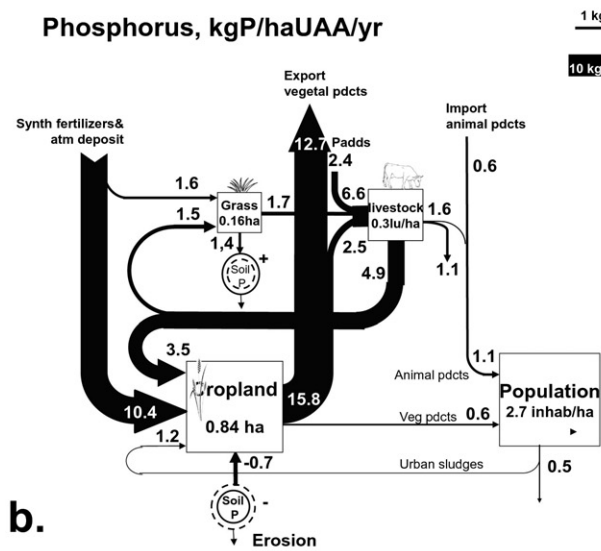 Phosphorus, kgP/haUAA/yr
1 kg
10 kg
Export
vegetal pdcts
Import
animal pdcts
Synth fertilizers&
atm deposit
12.7
Padds
2.4
0.6
1.6
Grass
0.16ha
1.7
6.6
livestock
0.3lu/ha
1.6
1.5
1,4
2.5
1.1
Soil
P
+
4.9
3.5
1.1
Animal pdcts
Population
2.7 inhab/ha
10.4
Cropland
0.84 ha
15.8
Veg pdcts
0.6
1.2
Urban sludges
0.5
-0.7
Soil
P
-
Erosion
b.